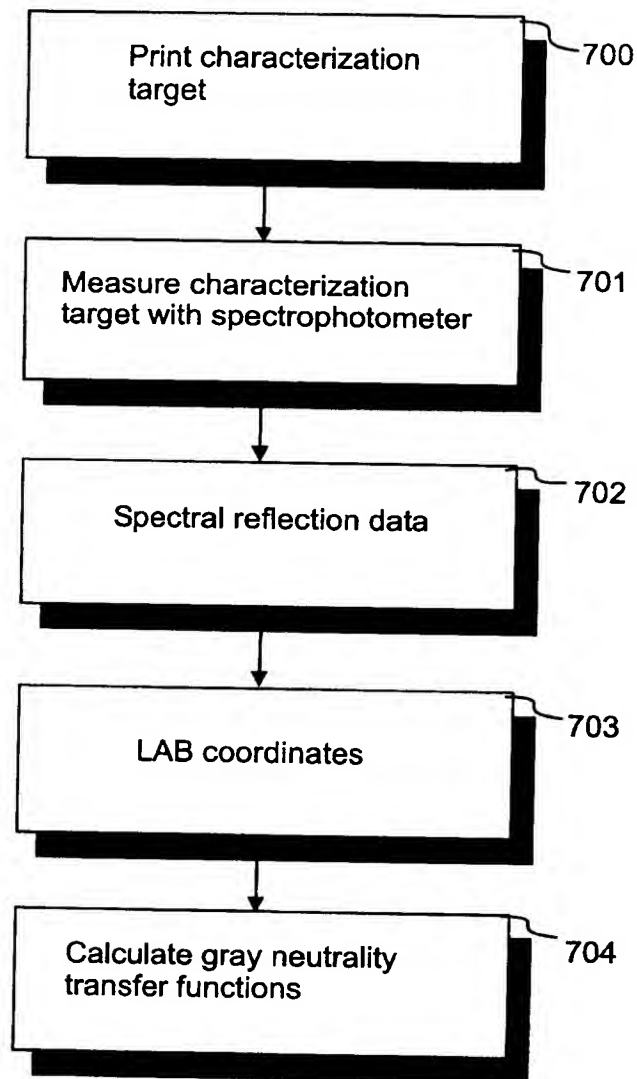 Print characterization
target
700
Measure characterization
target with spectrophotometer
701
Spectral reflection data
702
LAB coordinates
703
Calculate gray neutrality
transfer functions
704